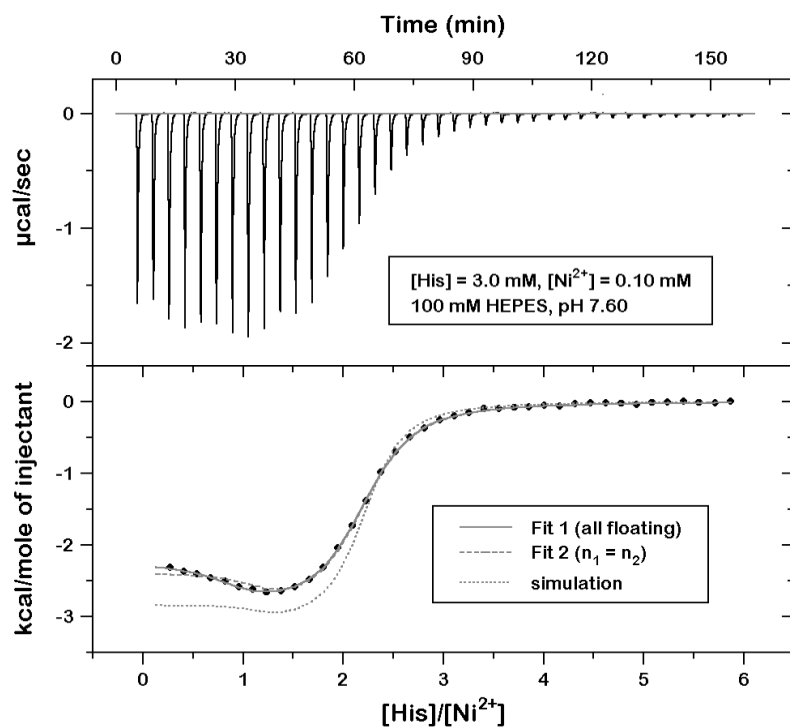 Time (min)
0 30 60 90 120 150
0
-1
-2
µcal/sec
[His] = 3.0 mM, [Ni²⁺] = 0.10 mM
100 mM HEPES, pH 7.60
0
-1
-2
-3
kcal/mole of injectant
Fit 1 (all floating)
Fit 2 (n₁ = n₂)
simulation
0 1 2 3 4 5 6
[His]/[Ni²⁺]